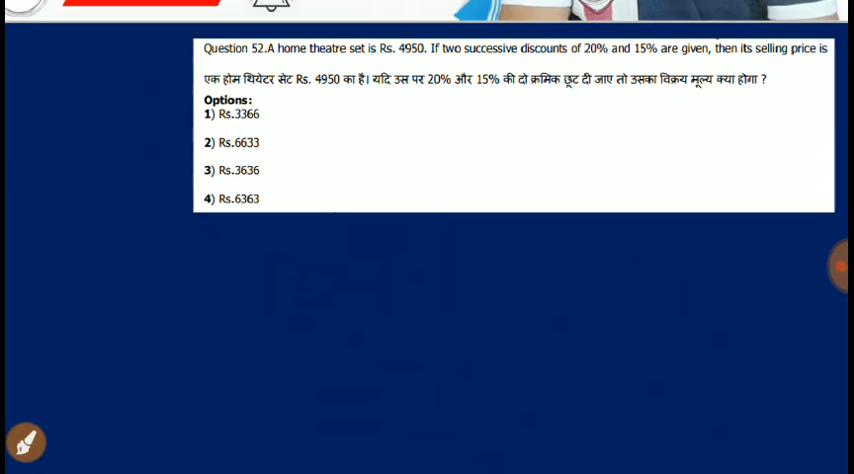 Question 52.A home theatre set is Rs. 4950. If two successive discounts of 20% and 15% are given, then its selling price is
एक होम थियेटर सेट Rs. 4950 का है। यदि उस पर 20% और 15% की दो क्रमिक छूट दी जाए तो उसका विक्रय मूल्य क्या होगा ?
Options:
1) Rs.3366
2) Rs.6633
3) Rs.3636
4) Rs.6363